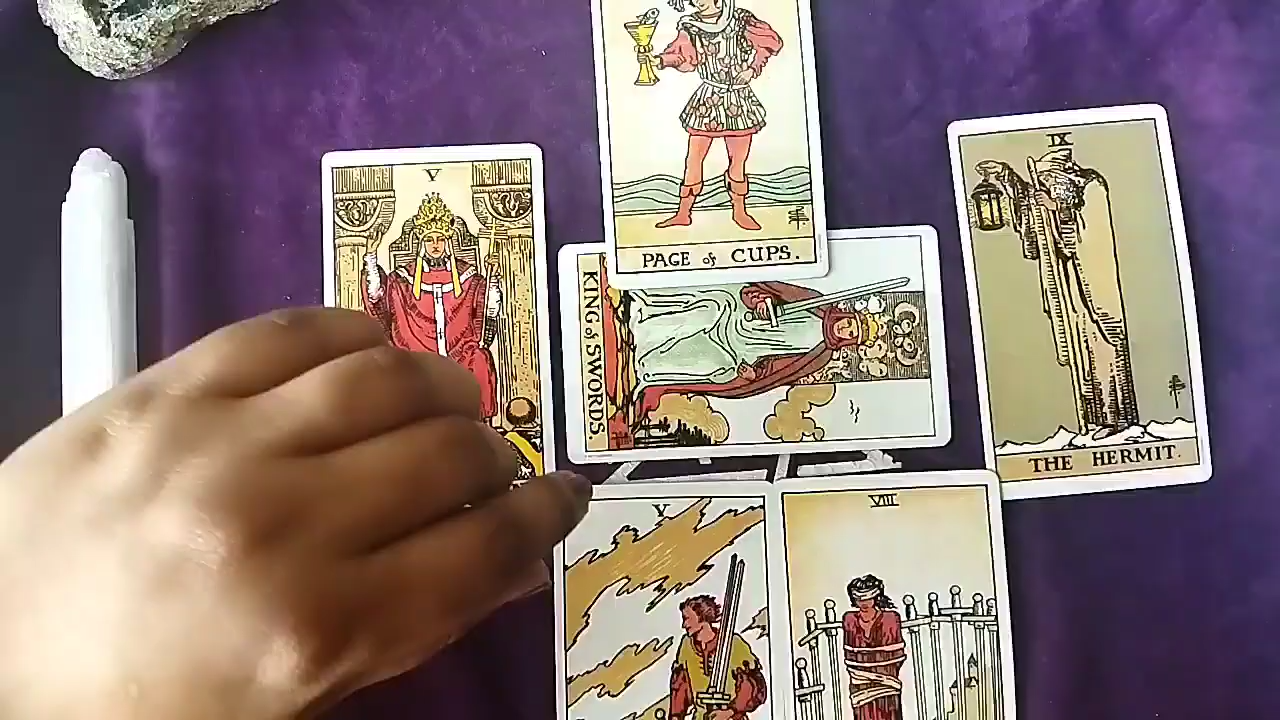 PAGE of CUPS.
V
KING of SWORDS.
IX
THE HERMIT.
V
VIII